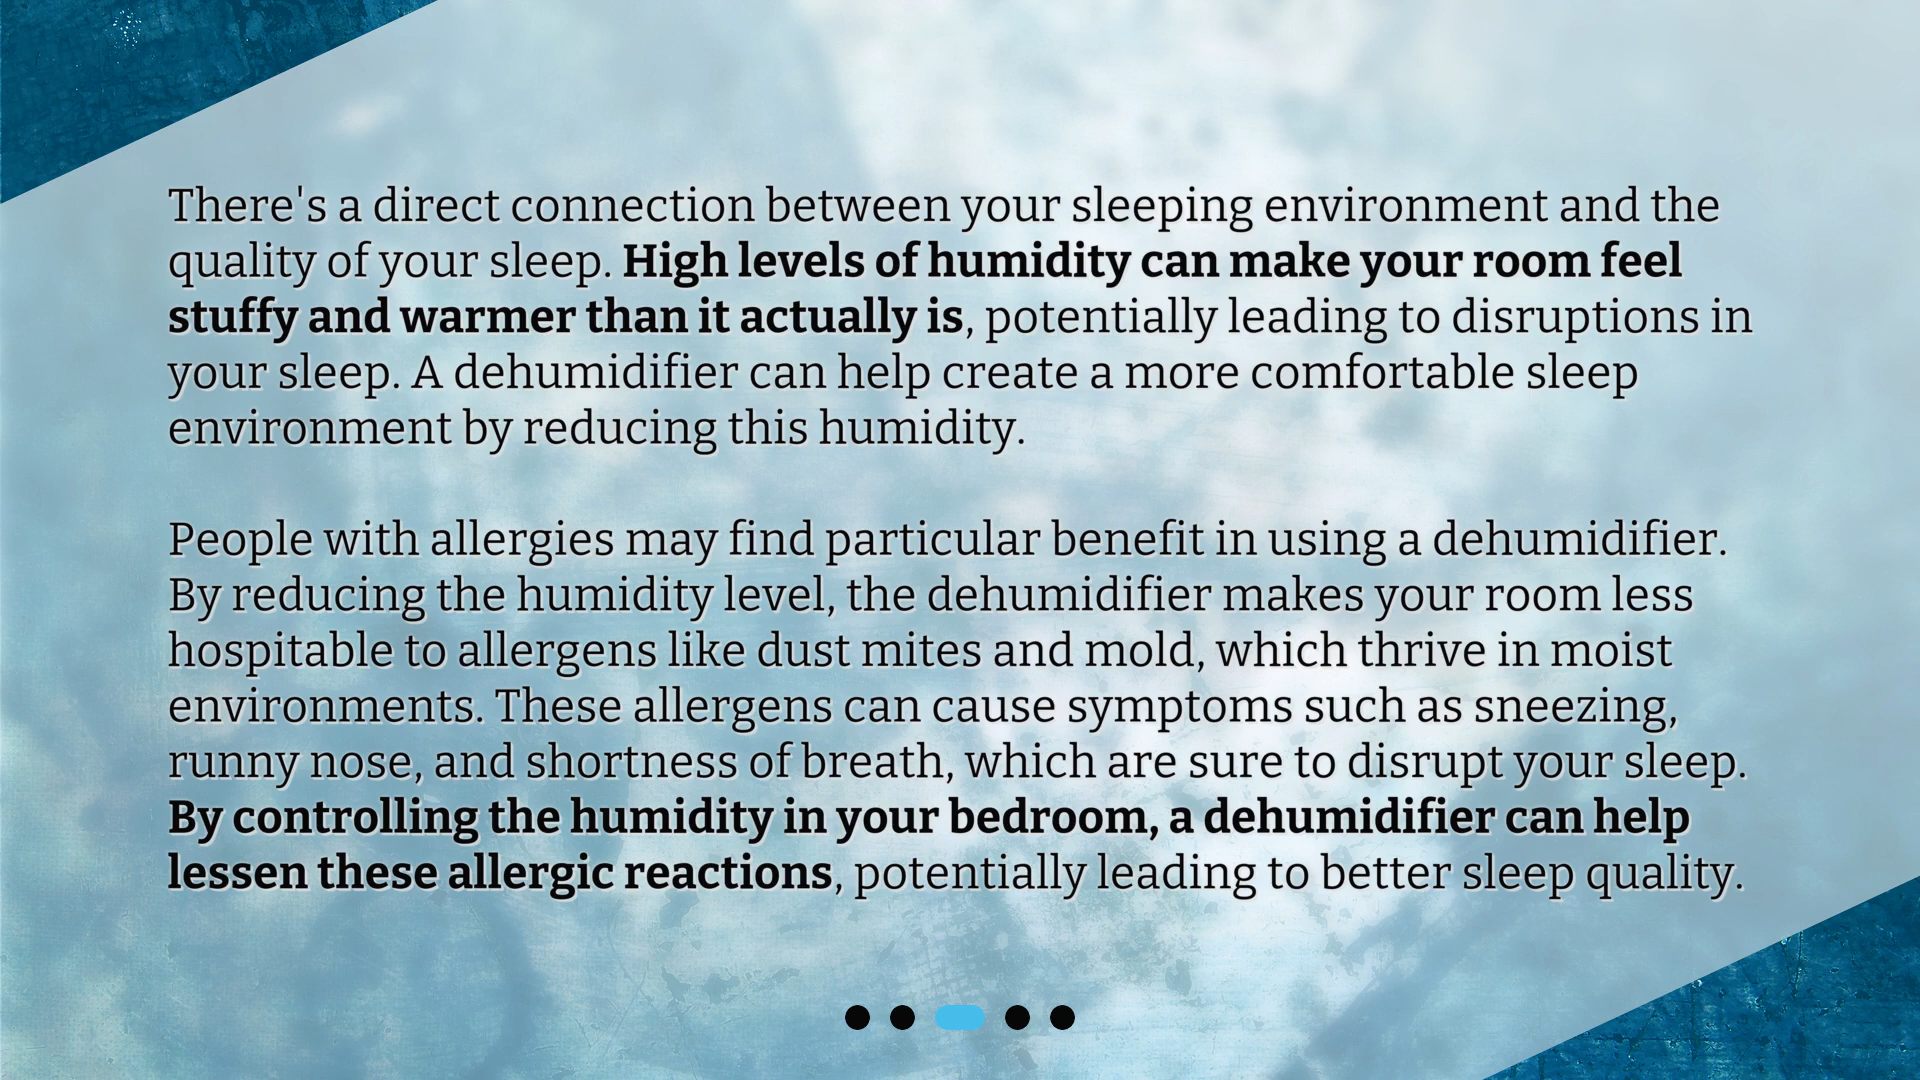 There's a direct connection between your sleeping environment and the
quality of your sleep. High levels of humidity can make your room feel
stuffy and warmer than it actually is, potentially leading to disruptions in
your sleep. A dehumidifier can help create a more comfortable sleep
environment by reducing this humidity.
People with allergies may find particular benefit in using a dehumidifier.
By reducing the humidity level, the dehumidifier makes your room less
hospitable to allergens like dust mites and mold, which thrive in moist
environments. These allergens can cause symptoms such as sneezing,
runny nose, and shortness of breath, which are sure to disrupt your sleep.
By controlling the humidity in your bedroom, a dehumidifier can help
lessen these allergic reactions, potentially leading to better sleep quality.